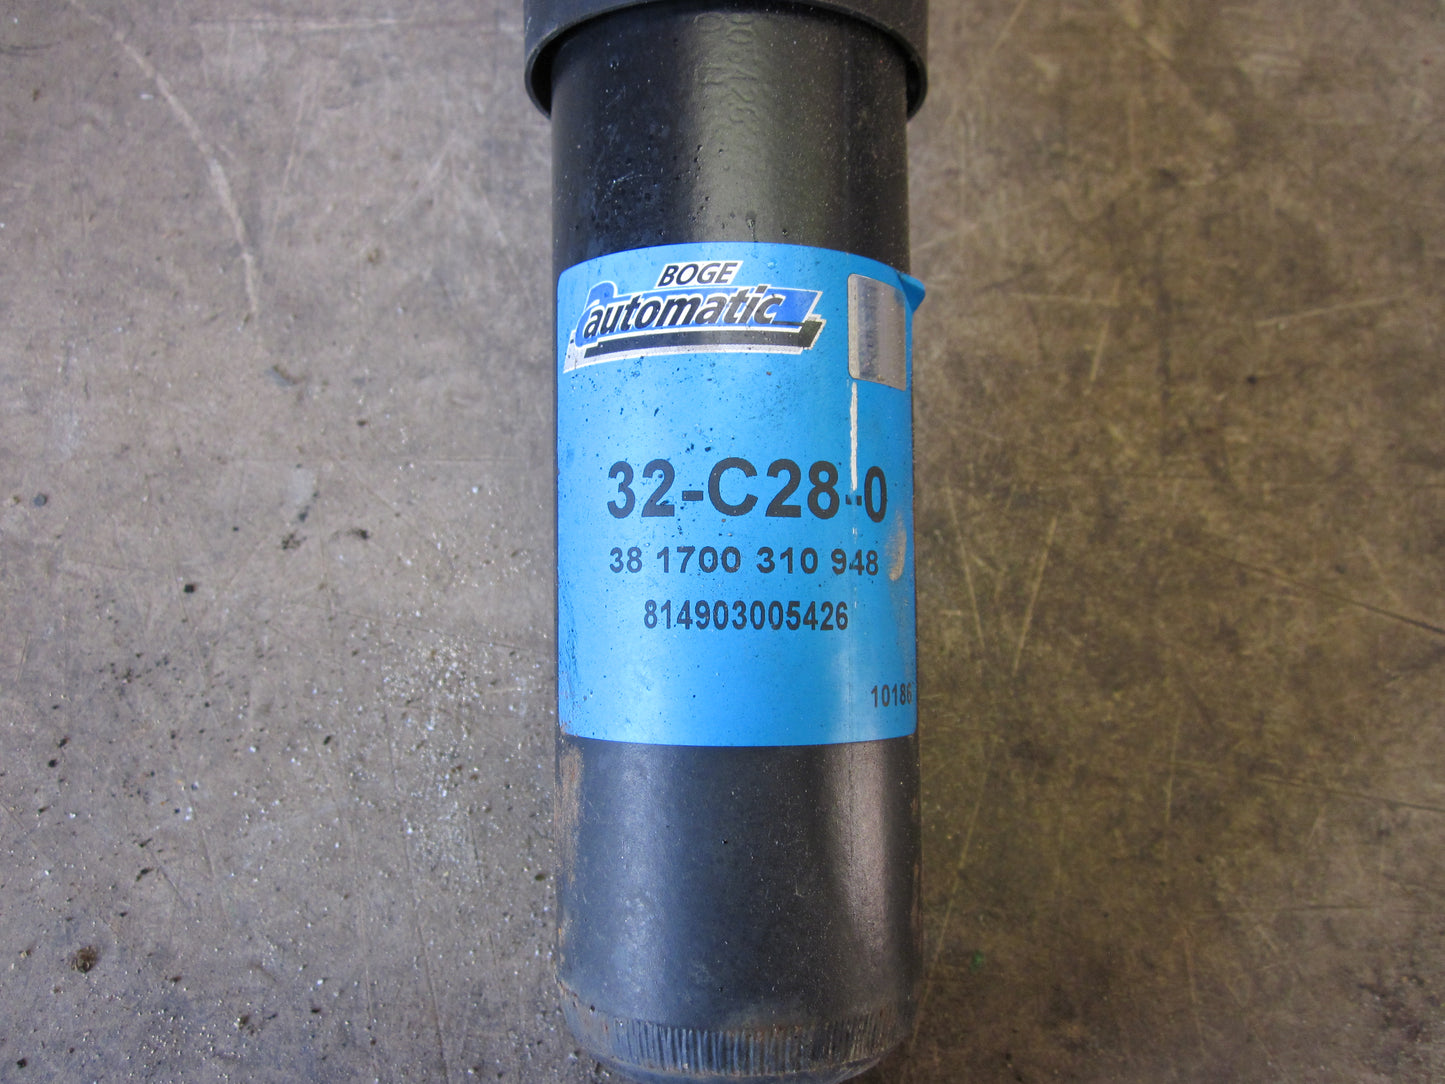 BOGE
automatic
32-C28-0
38 1700 310 948
814903005426
10186